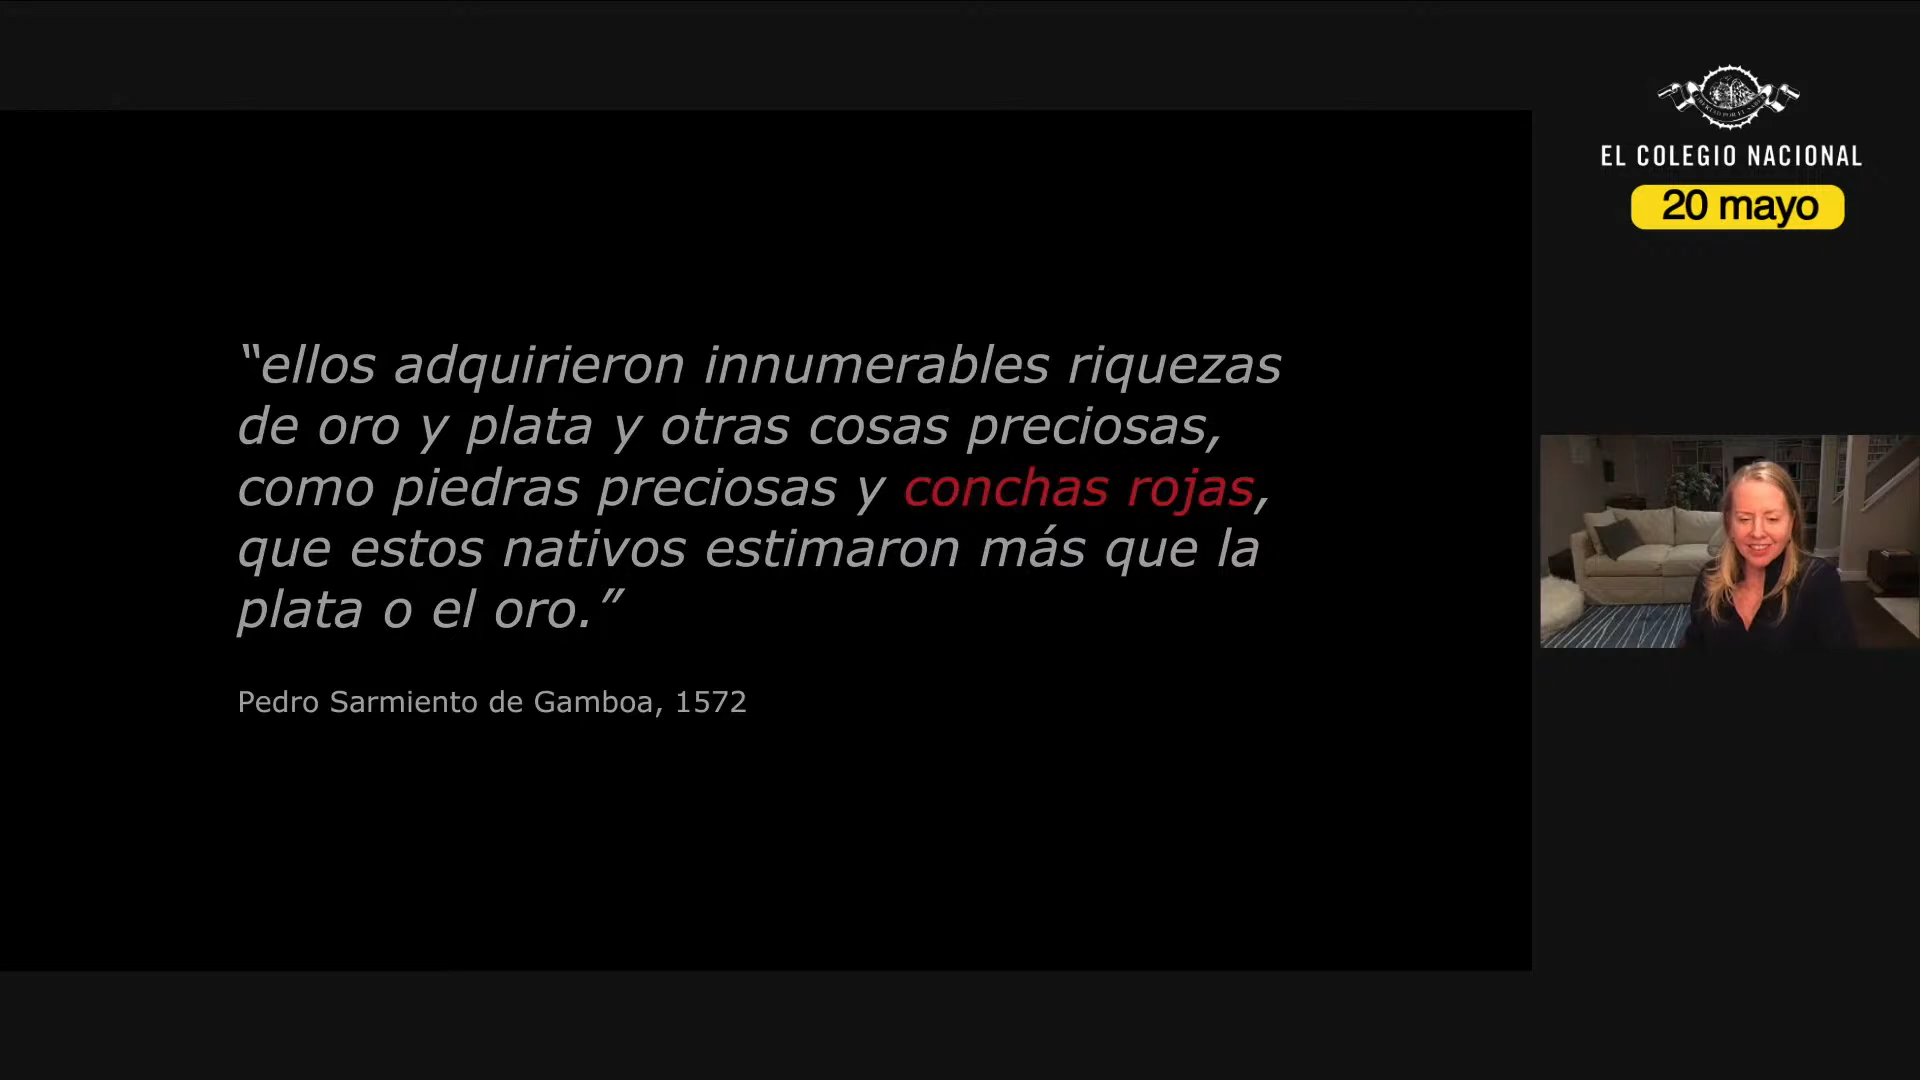 “ellos adquirieron innumerables riquezas
de oro y plata y otras cosas preciosas,
como piedras preciosas y conchas rojas,
que estos nativos estimaron más que la
plata o el oro.”
Pedro Sarmiento de Gamboa, 1572
EL COLEGIO NACIONAL
20 mayo